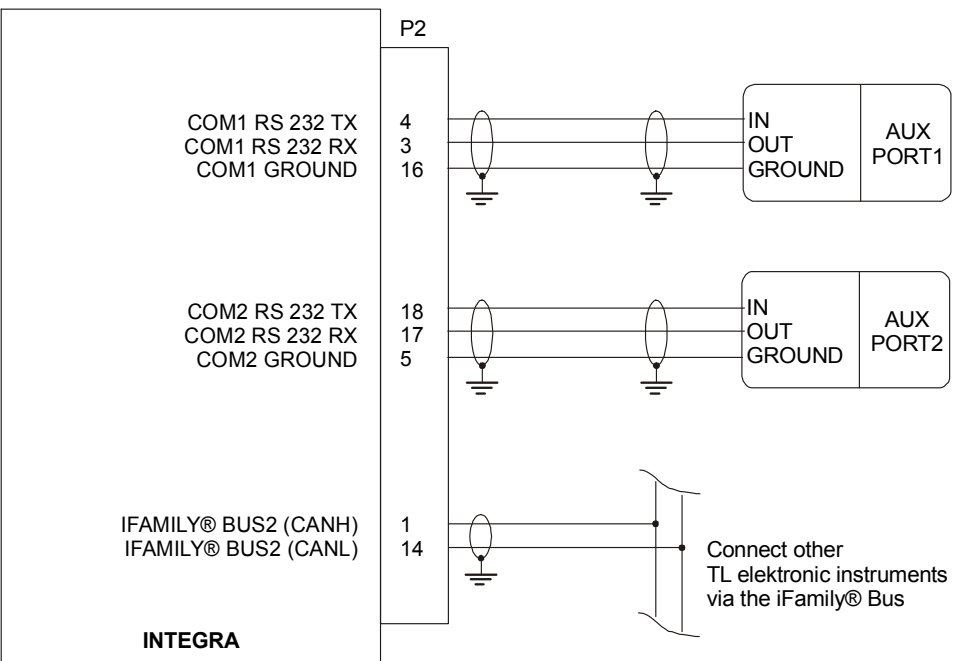 P2
COM1 RS 232 TX 4 IN
COM1 RS 232 RX 3 OUT
COM1 GROUND 16 GROUND
AUX
PORT1
COM2 RS 232 TX 18 IN
COM2 RS 232 RX 17 OUT
COM2 GROUND 5 GROUND
AUX
PORT2
IFAMILY® BUS2 (CANH) 1
IFAMILY® BUS2 (CANL) 14
Connect other
TL elektronic instruments
via the iFamily® Bus
INTEGRA